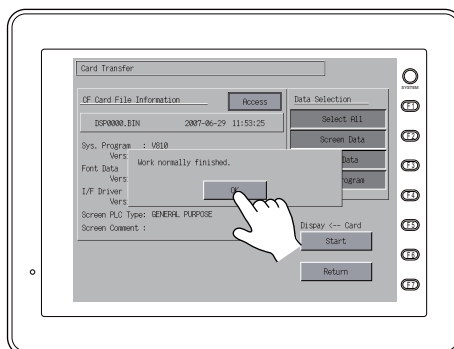 Card Transfer
SYSTEM
CF Card File Information
Access
Data Selection
F1
DSP0000.BIN 2007-06-29 11:53:25
Select All
F2
Sys. Program : V810
Screen Data
Vers
Work normally finished.
Data
F3
Font Data
Vers
OK
rogram
I/F Driver
F4
Vers
Screen PLC Type: GENERAL PURPOSE
Screen Comment :
Dispay <-- Card
F5
Start
F6
Return
F7